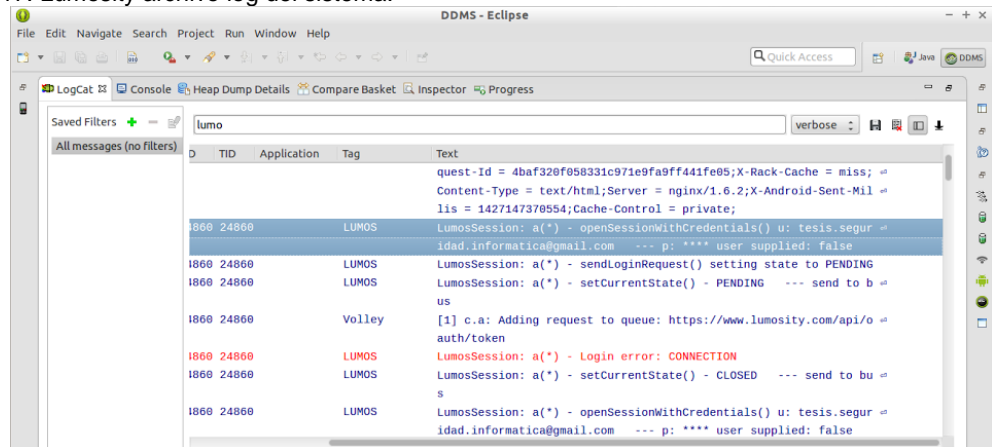 DDMS - Eclipse
File Edit Navigate Search Project Run Window Help
Quick Access
Java
DDMS
LogCat
Console
Heap Dump Details
Compare Basket
Inspector
Progress
Saved Filters
lumo
verbose
All messages (no filters)
D TID Application Tag Text
quest-Id = 4baf320f058331c971e9fa9ff441fe05;X-Rack-Cache = miss;
Content-Type = text/html;Server = nginx/1.6.2;X-Android-Sent-Mil
lis = 1427147370554;Cache-Control = private;
4860 24860 LUMOS LumosSession: a(*) - openSessionWithCredentials() u: tesis.segur
idad.informatica@gmail.com --- p: **** user supplied: false
4860 24860 LUMOS LumosSession: a(*) - sendLoginRequest() setting state to PENDING
4860 24860 LUMOS LumosSession: a(*) - setCurrentState() - PENDING --- send to b
us
4860 24860 Volley [1] c.a: Adding request to queue: https://www.lumosity.com/api/o
auth/token
4860 24860 LUMOS LumosSession: a(*) - Login error: CONNECTION
4860 24860 LUMOS LumosSession: a(*) - setCurrentState() - CLOSED --- send to bu
s
4860 24860 LUMOS LumosSession: a(*) - openSessionWithCredentials() u: tesis.segur
idad.informatica@gmail.com --- p: **** user supplied: false